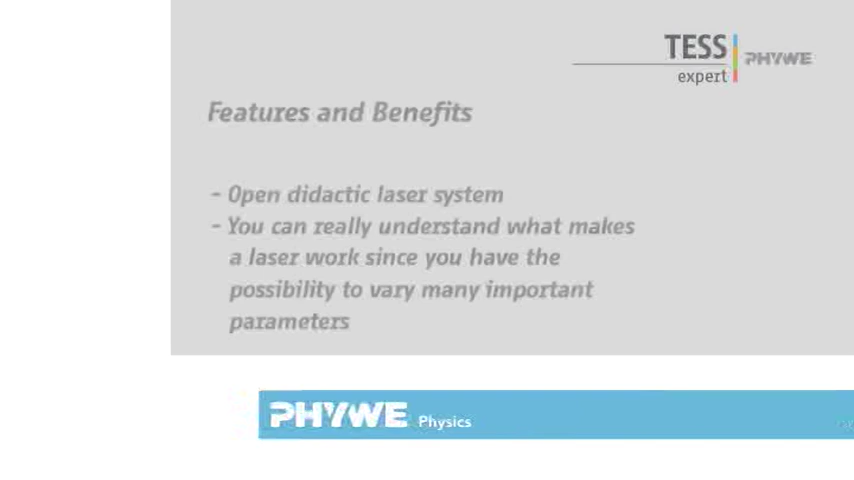 TESS
expert
PHYWE
Features and Benefits
- Open didactic laser system
- You can really understand what makes
a laser work since you have the
possibility to vary many important
parameters
PHYWE Physics